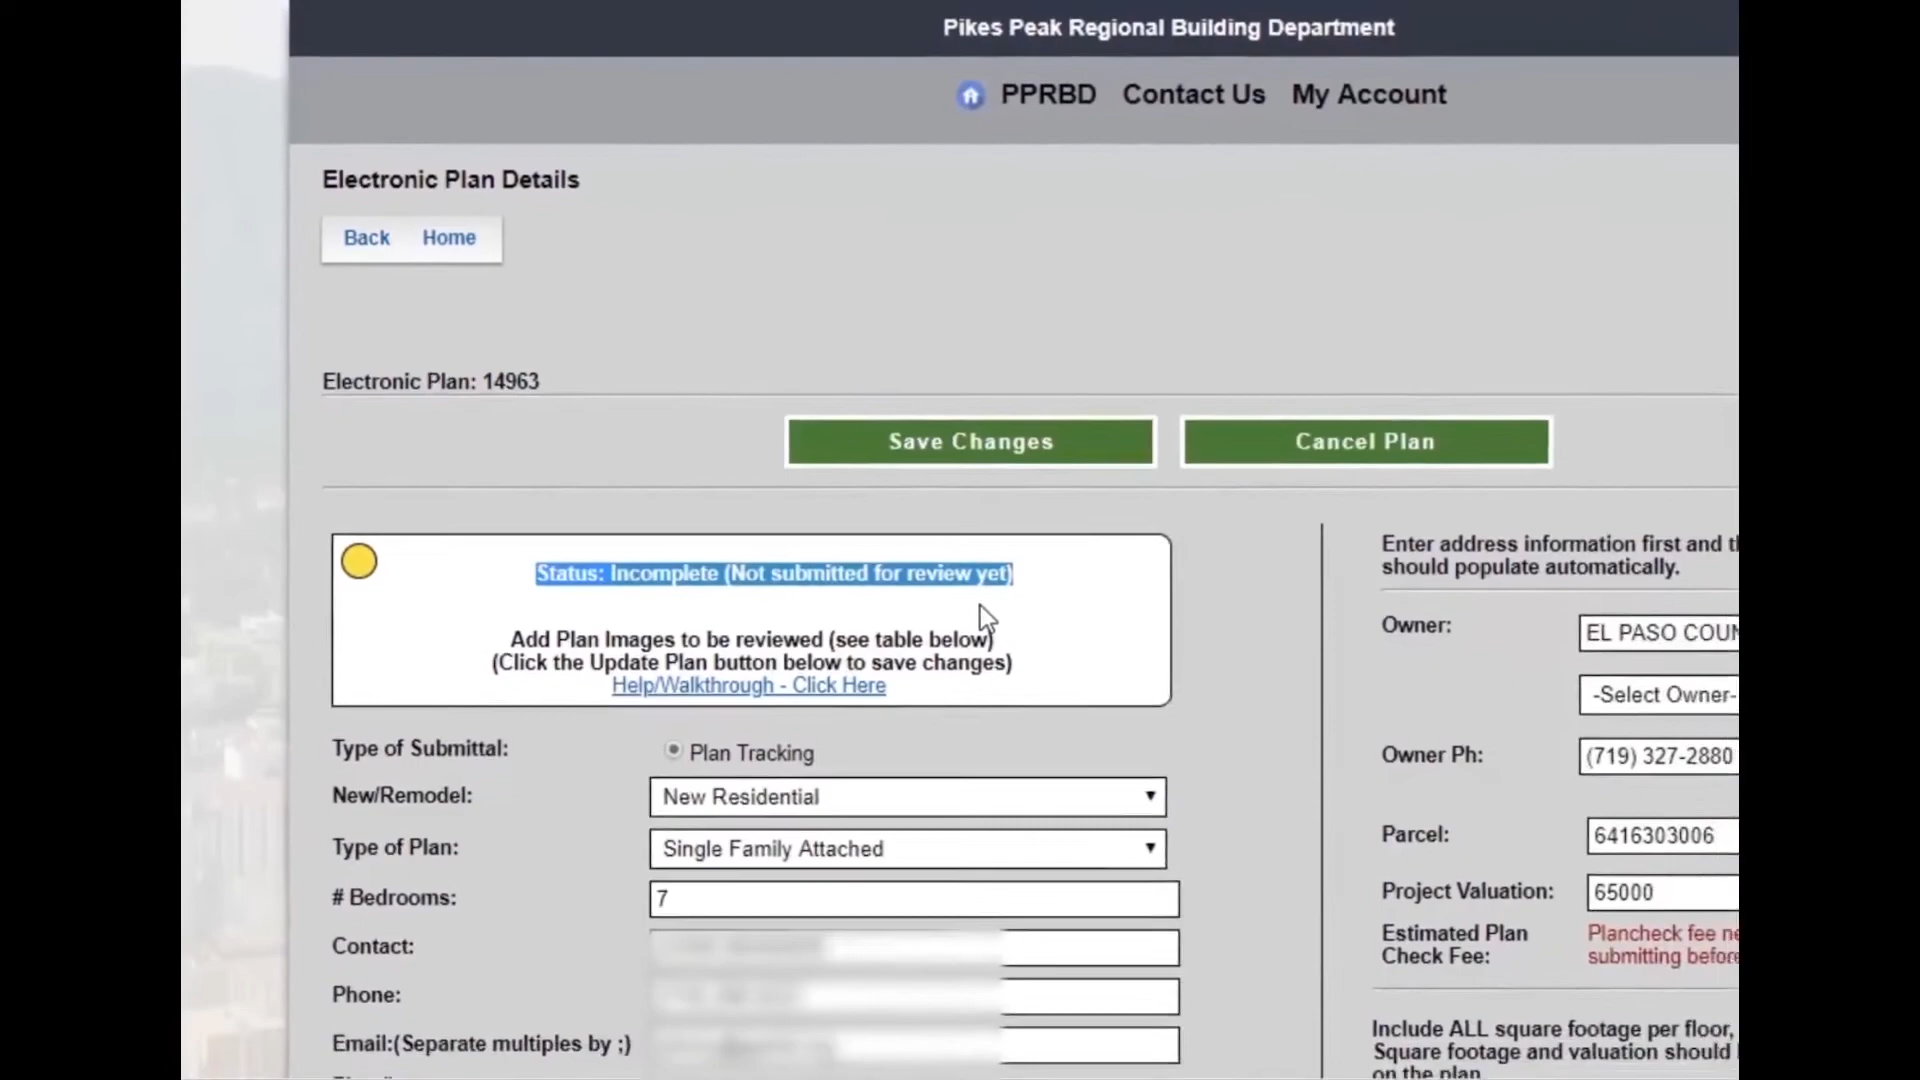 Pikes Peak Regional Building Department
PPRBD Contact Us My Account
Electronic Plan Details
Back Home
Electronic Plan: 14963
Save Changes Cancel Plan
Status: Incomplete (Not submitted for review yet)
Add Plan Images to be reviewed (see table below)
(Click the Update Plan button below to save changes)
Help/Walkthrough - Click Here
Type of Submittal: Plan Tracking
New/Remodel: New Residential
Type of Plan: Single Family Attached
# Bedrooms: 7
Contact:
Phone:
Email:(Separate multiples by ;)
Enter address information first and
should populate automatically.
Owner: EL PASO
-Select Owner-
Owner Ph: (719) 327-2880
Parcel: 6416303006
Project Valuation: 65000
Estimated Plan
Check Fee:
Plancheck fee
submitting before
Include ALL square footage per floor,
Square footage and valuation should
on the plan